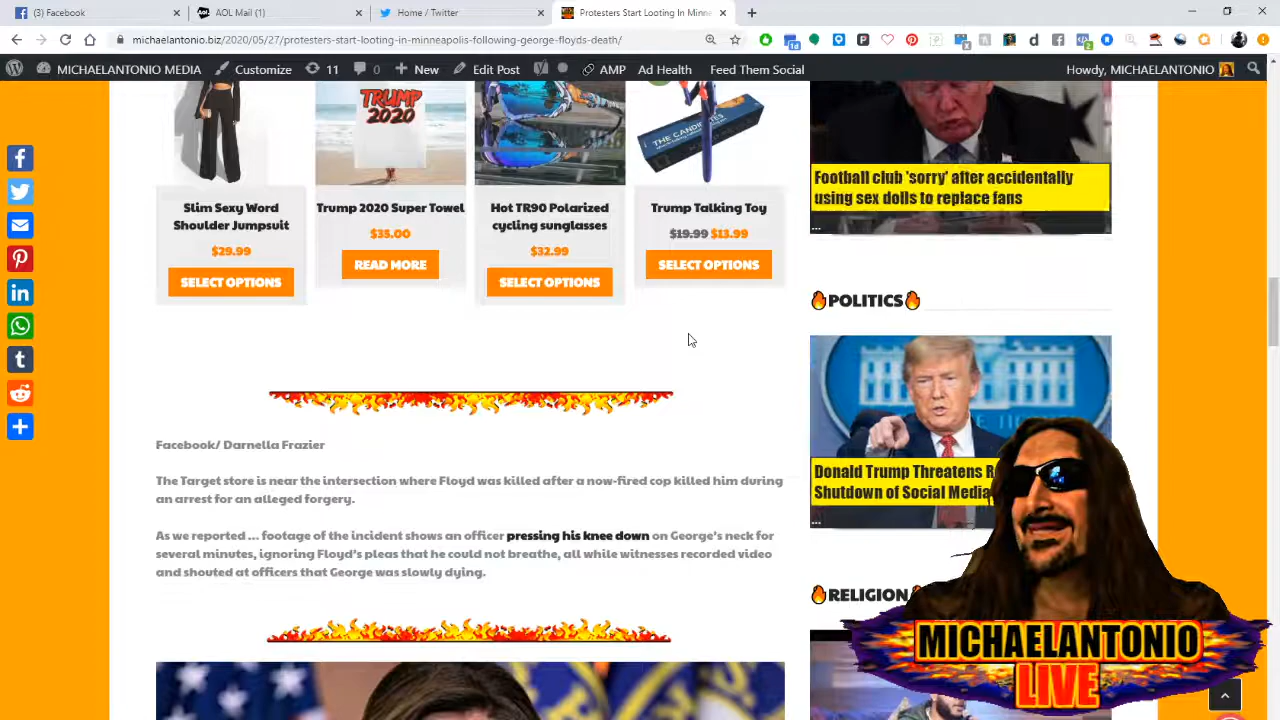 (3) Facebook
AOL Mail (1)
Home / Twitter
Protesters Start Looting In Minne
michaelantonio.biz/2020/05/27/protesters-start-looting-in-minneapolis-following-george-floyds-death/
MICHAELANTONIO MEDIA
Customize
11
0
New
Edit Post
AMP
Ad Health
Feed Them Social
Howdy, MICHAELANTONIO
TRUMP
2020
THE CANDIDATES
Slim Sexy Word
Shoulder Jumpsuit
$29.99
SELECT OPTIONS
Trump 2020 Super Towel
$35.00
READ MORE
Hot TR90 Polarized
cycling sunglasses
$32.99
SELECT OPTIONS
Trump Talking Toy
$19.99 $13.99
SELECT OPTIONS
Football club 'sorry' after accidentally
using sex dolls to replace fans
...
POLITICS
Donald Trump Threatens R
Shutdown of Social Media
...
RELIGION
Facebook/ Darnella Frazier
The Target store is near the intersection where Floyd was killed after a now-fired cop killed him during
an arrest for an alleged forgery.
As we reported ... footage of the incident shows an officer pressing his knee down on George's neck for
several minutes, ignoring Floyd's pleas that he could not breathe, all while witnesses recorded video
and shouted at officers that George was slowly dying.
MICHAELANTONIO
LIVE